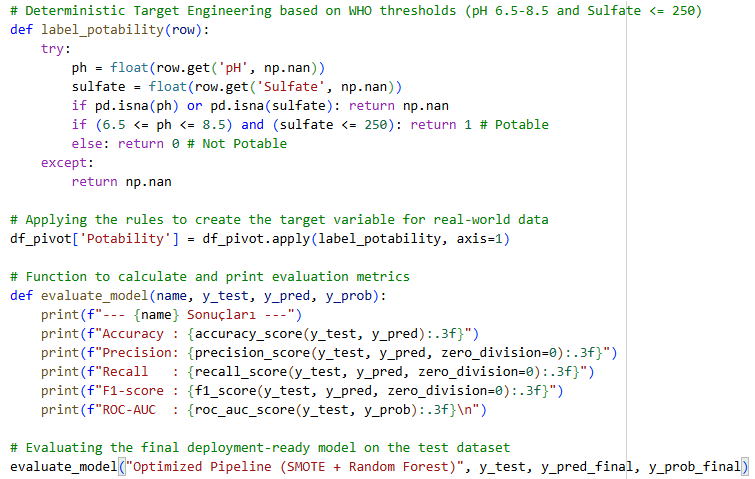 # Deterministic Target Engineering based on WHO thresholds (pH 6.5-8.5 and Sulfate <= 250)
def label_potability(row):
    try:
        ph = float(row.get('pH', np.nan))
        sulfate = float(row.get('Sulfate', np.nan))
        if pd.isna(ph) or pd.isna(sulfate): return np.nan
        if (6.5 <= ph <= 8.5) and (sulfate <= 250): return 1 # Potable
        else: return 0 # Not Potable
    except:
        return np.nan

# Applying the rules to create the target variable for real-world data
df_pivot['Potability'] = df_pivot.apply(label_potability, axis=1)

# Function to calculate and print evaluation metrics
def evaluate_model(name, y_test, y_pred, y_prob):
    print(f"--- {name} Sonuçları ---")
    print(f"Accuracy : {accuracy_score(y_test, y_pred):.3f}")
    print(f"Precision: {precision_score(y_test, y_pred, zero_division=0):.3f}")
    print(f"Recall   : {recall_score(y_test, y_pred, zero_division=0):.3f}")
    print(f"F1-score : {f1_score(y_test, y_pred, zero_division=0):.3f}")
    print(f"ROC-AUC  : {roc_auc_score(y_test, y_prob):.3f}\n")

# Evaluating the final deployment-ready model on the test dataset
evaluate_model("Optimized Pipeline (SMOTE + Random Forest)", y_test, y_pred_final, y_prob_final)